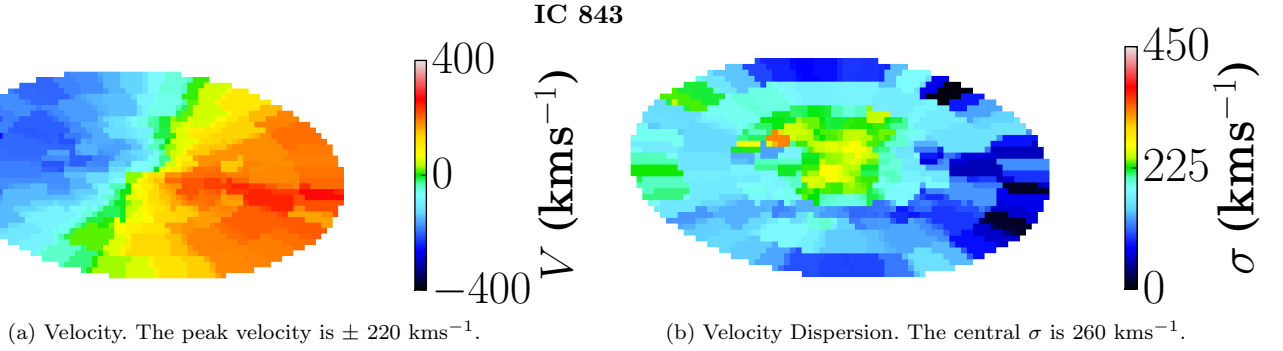 IC 843
400
0
−400
V (kms⁻¹)
450
225
0
σ (kms⁻¹)
(a) Velocity. The peak velocity is ± 220 kms⁻¹.
(b) Velocity Dispersion. The central σ is 260 kms⁻¹.